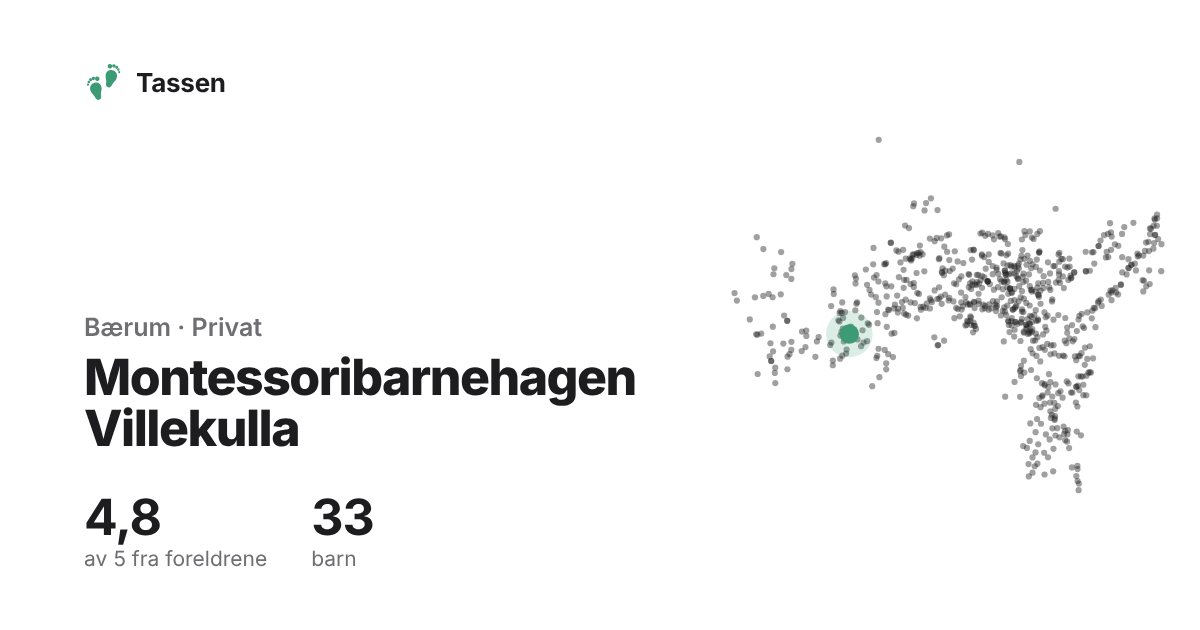 Tassen
Bærum · Privat
Montessoribarnehagen
Villekulla
4,8
av 5 fra foreldrene
33
barn